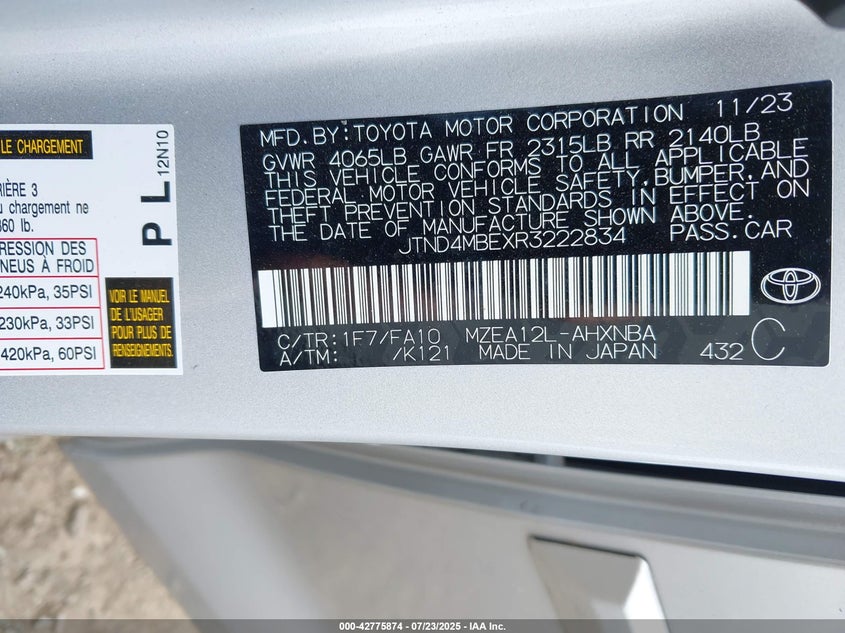 LE CHARGEMENT
RIÈRE 3
u chargement ne
860 lb.
RESSION DES
NEUS À FROID
240kPa, 35PSI
230kPa, 33PSI
420kPa, 60PSI
P L 12N10
VOIR LE MANUEL
DE L'USAGER
POUR PLUS DE
RENSEIGNEMENTS.
MFD.BY:TOYOTA MOTOR CORPORATION 11/23
GVWR 4065LB GAWR FR 2315LB RR 2140LB
THIS VEHICLE CONFORMS TO ALL APPLICABLE
FEDERAL MOTOR VEHICLE SAFETY,BUMPER,AND
THEFT PREVENTION STANDARDS IN EFFECT ON
THE DATE OF MANUFACTURE SHOWN ABOVE.
JTND4MBEXR3222834 PASS.CAR
C/TR:1F7/FA10 MZEA12L-AHXNBA
A/TM: /K121 MADE IN JAPAN 432 C
000-42775874 / 07/23/2025 - IAA Inc.